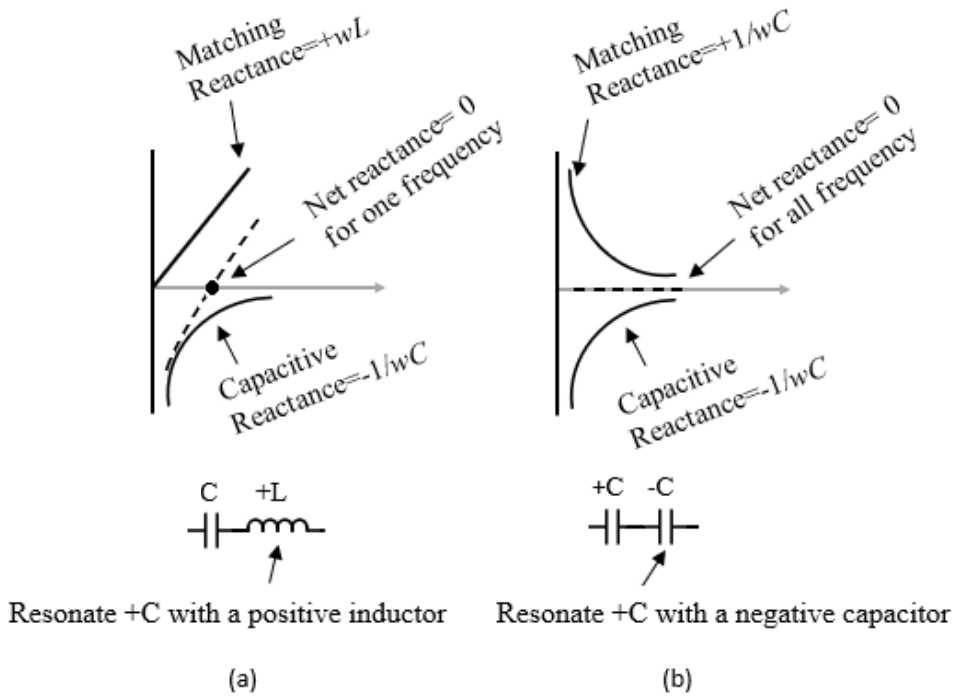 Matching
Reactance=+wL
Net reactance= 0
for one frequency
Capacitive
Reactance=-1/wC
C +L
Resonate +C with a positive inductor
(a)
Matching
Reactance=+1/wC
Net reactance= 0
for all frequency
Capacitive
Reactance=-1/wC
+C -C
Resonate +C with a negative capacitor
(b)